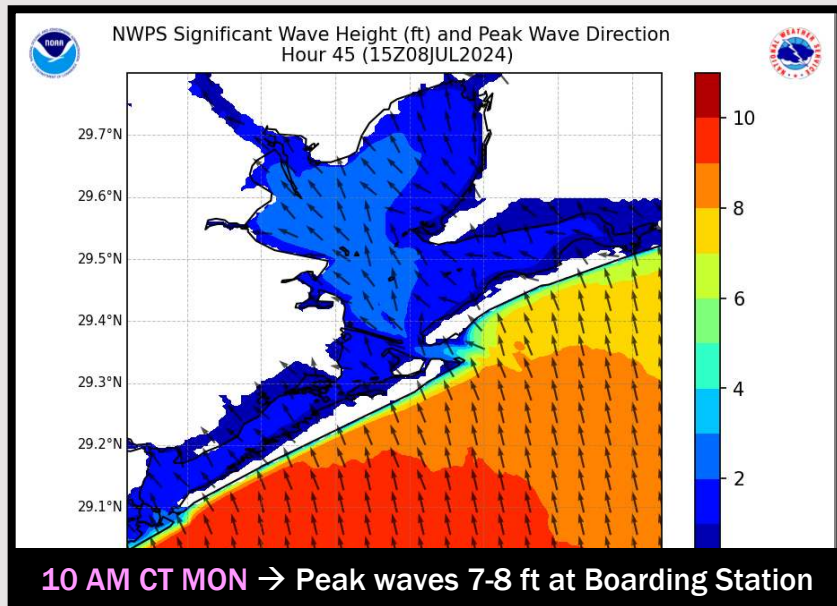 NWPS Significant Wave Height (ft) and Peak Wave Direction
Hour 45 (15Z08JUL2024)
NOAA
29.7°N
29.6°N
29.5°N
29.4°N
29.3°N
29.2°N
29.1°N
10
8
6
4
2
10 AM CT MON → Peak waves 7-8 ft at Boarding Station